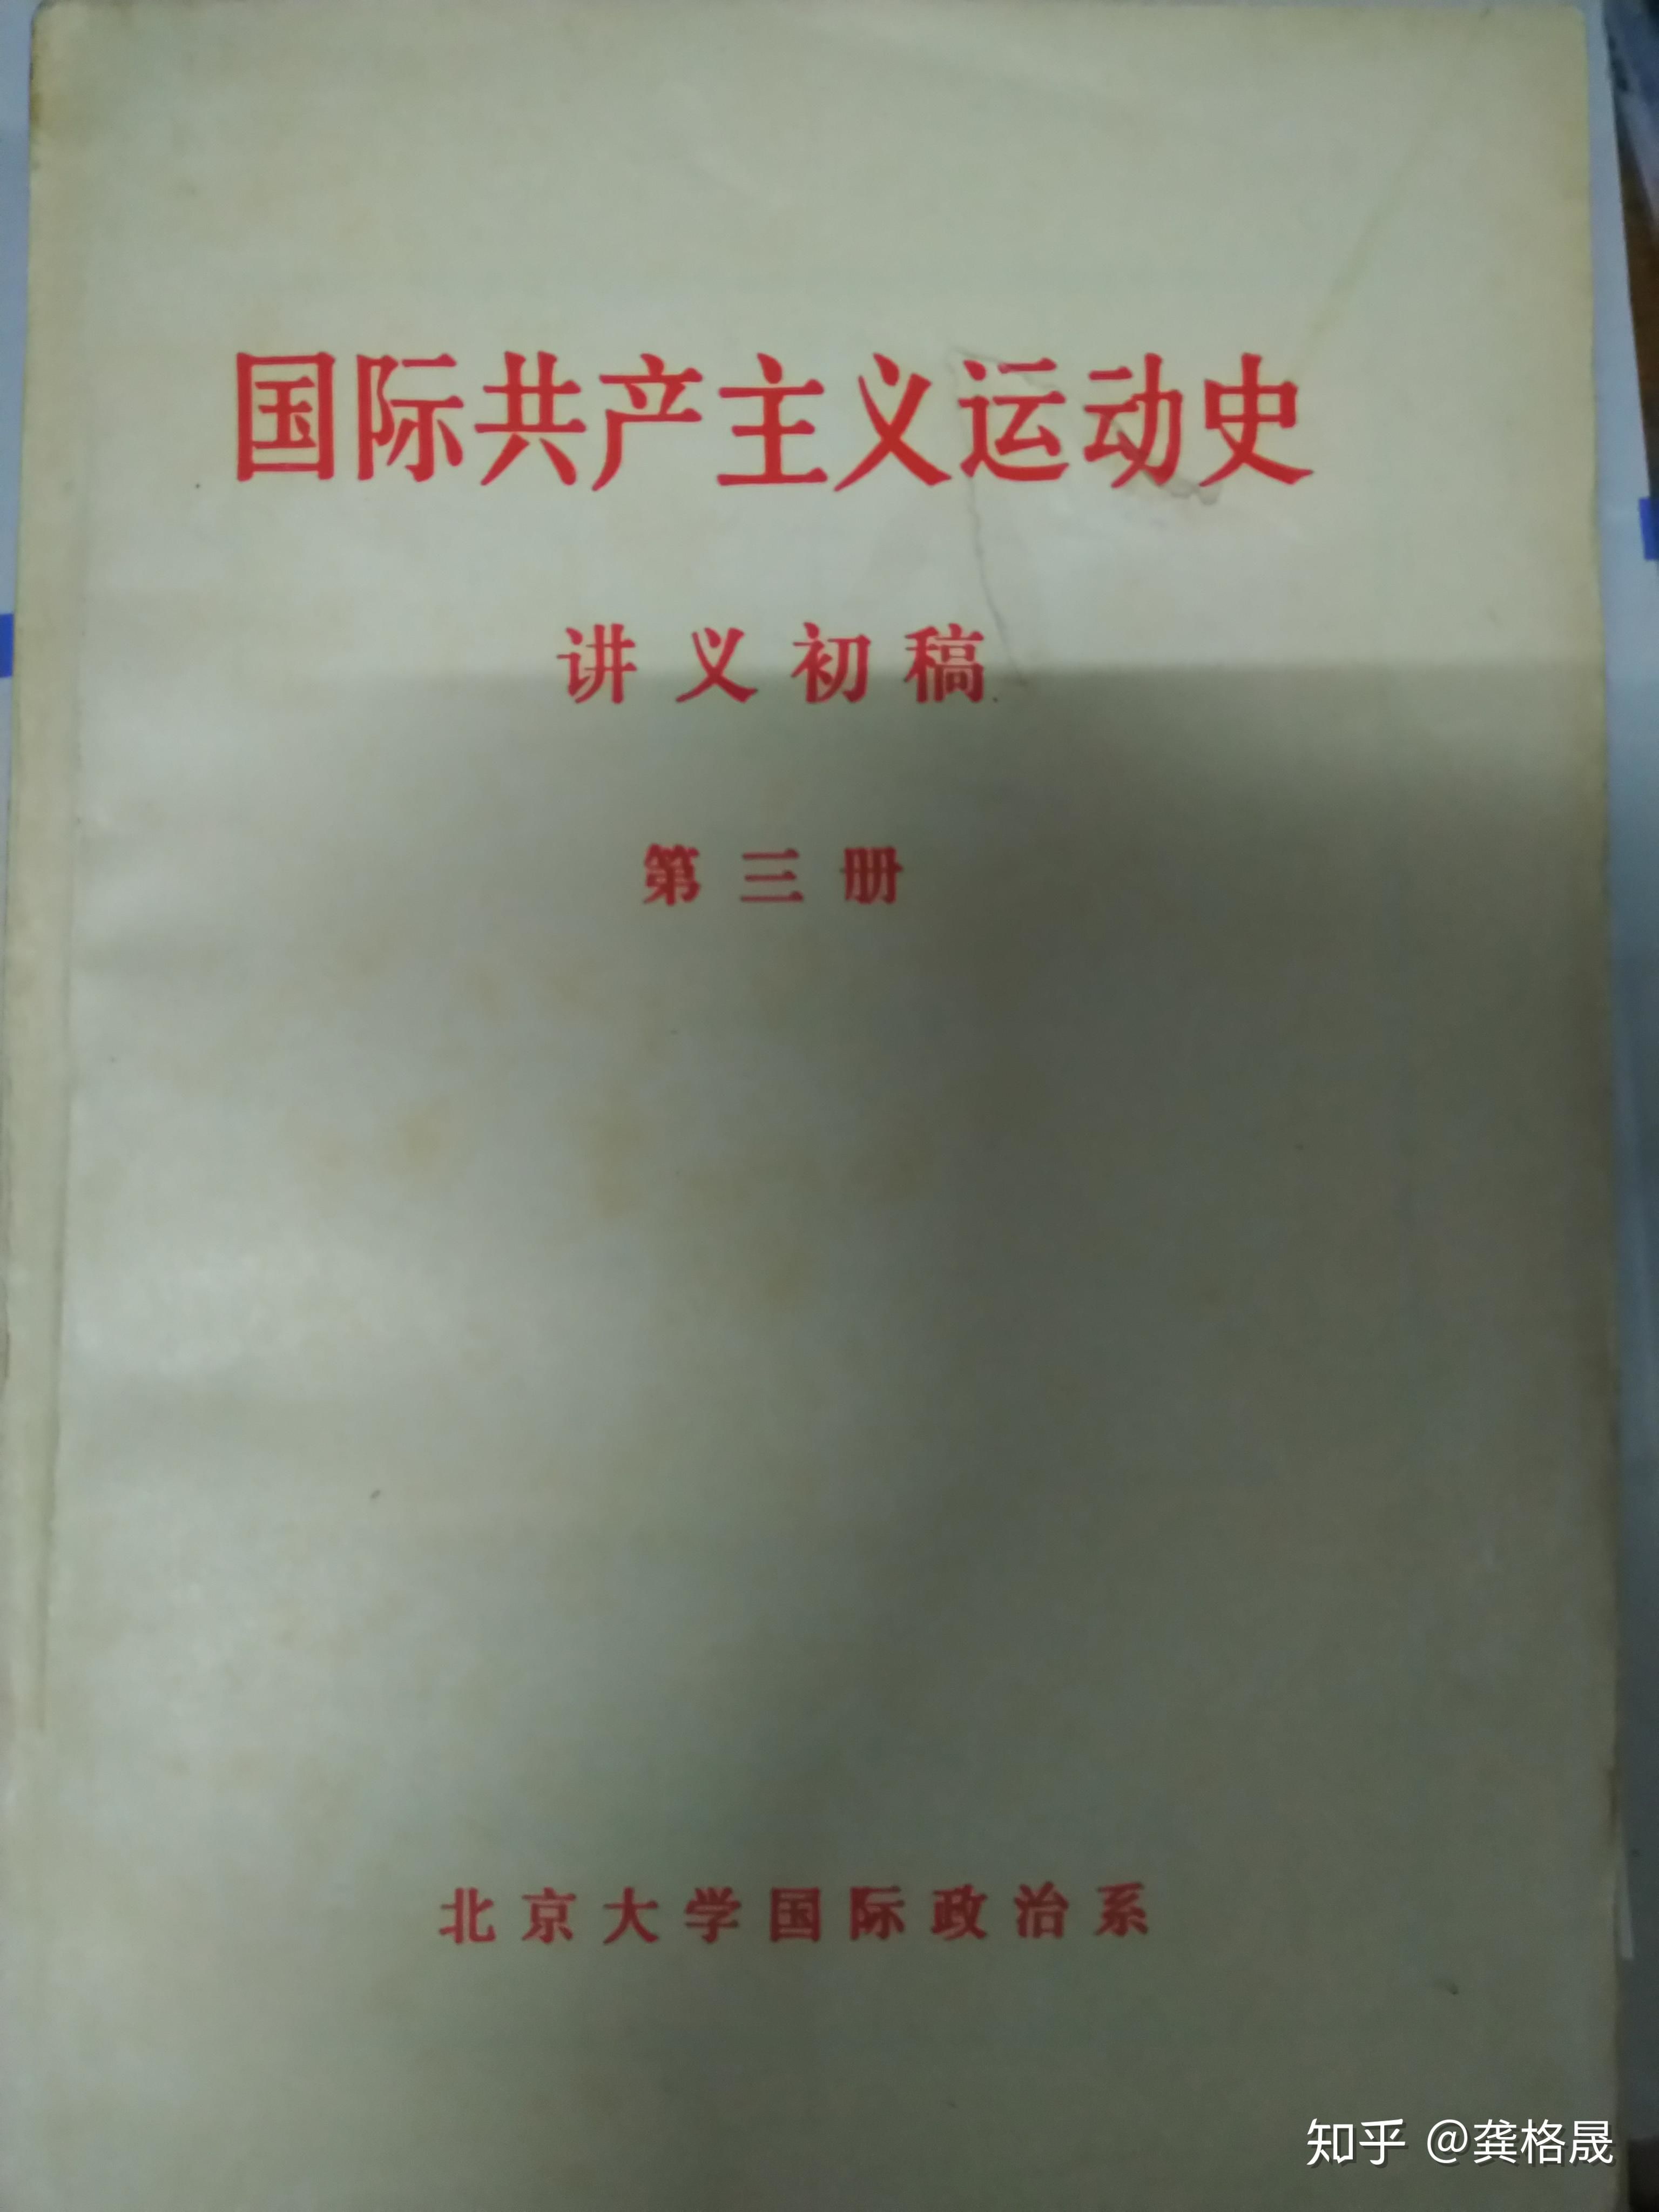 国际共产主义运动史
讲义初稿
第三册
北京大学国际政治系
知乎 @龚格晟